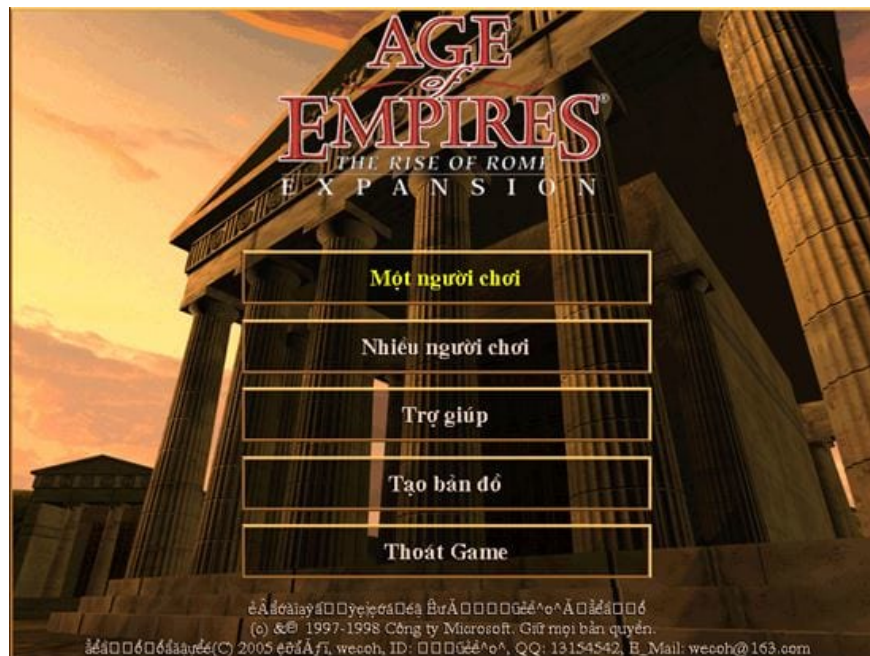 AGE
of
EMPIRES®
THE RISE OF ROME
EXPANSION
Một người chơi
Nhiều người chơi
Trợ giúp
Tạo bản đồ
Thoát Game
(c) &© 1997-1998 Công ty Microsoft. Giữ mọi bản quyền.
(C) 2005 wecoh, ID: QQ: 13154542, E_Mail: wecoh@163.com